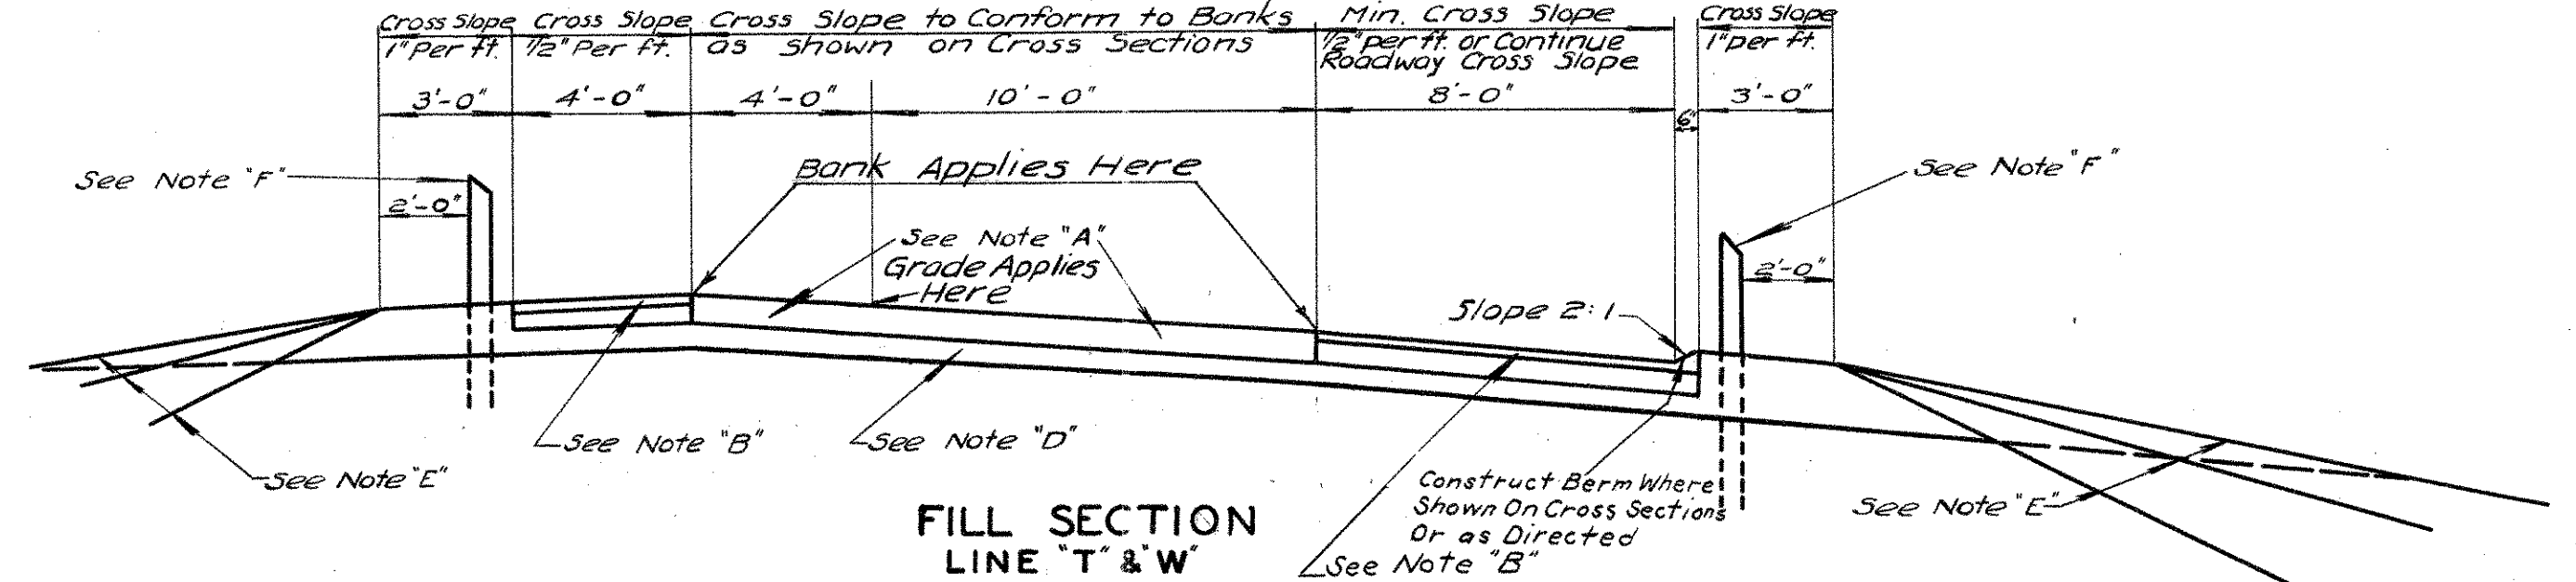 Cross Slope
1" Per ft.
Cross Slope
1/2" Per ft.
Cross Slope to Conform to Banks
as shown on Cross Sections
Min. Cross Slope
1/2" per ft. or Continue
Roadway Cross Slope
Cross Slope
1" per ft.
3'-0"
4'-0"
4'-0"
10'-0"
8'-0"
6"
3'-0"
See Note "F"
2'-0"
Bank Applies Here
See Note "F"
2'-0"
See Note "A"
Grade Applies
Here
Slope 2:1
See Note "E"
See Note "B"
See Note "D"
Construct Berm Where
Shown On Cross Sections
Or as Directed
See Note "B"
See Note "E"
FILL SECTION
LINE "T" & "W"